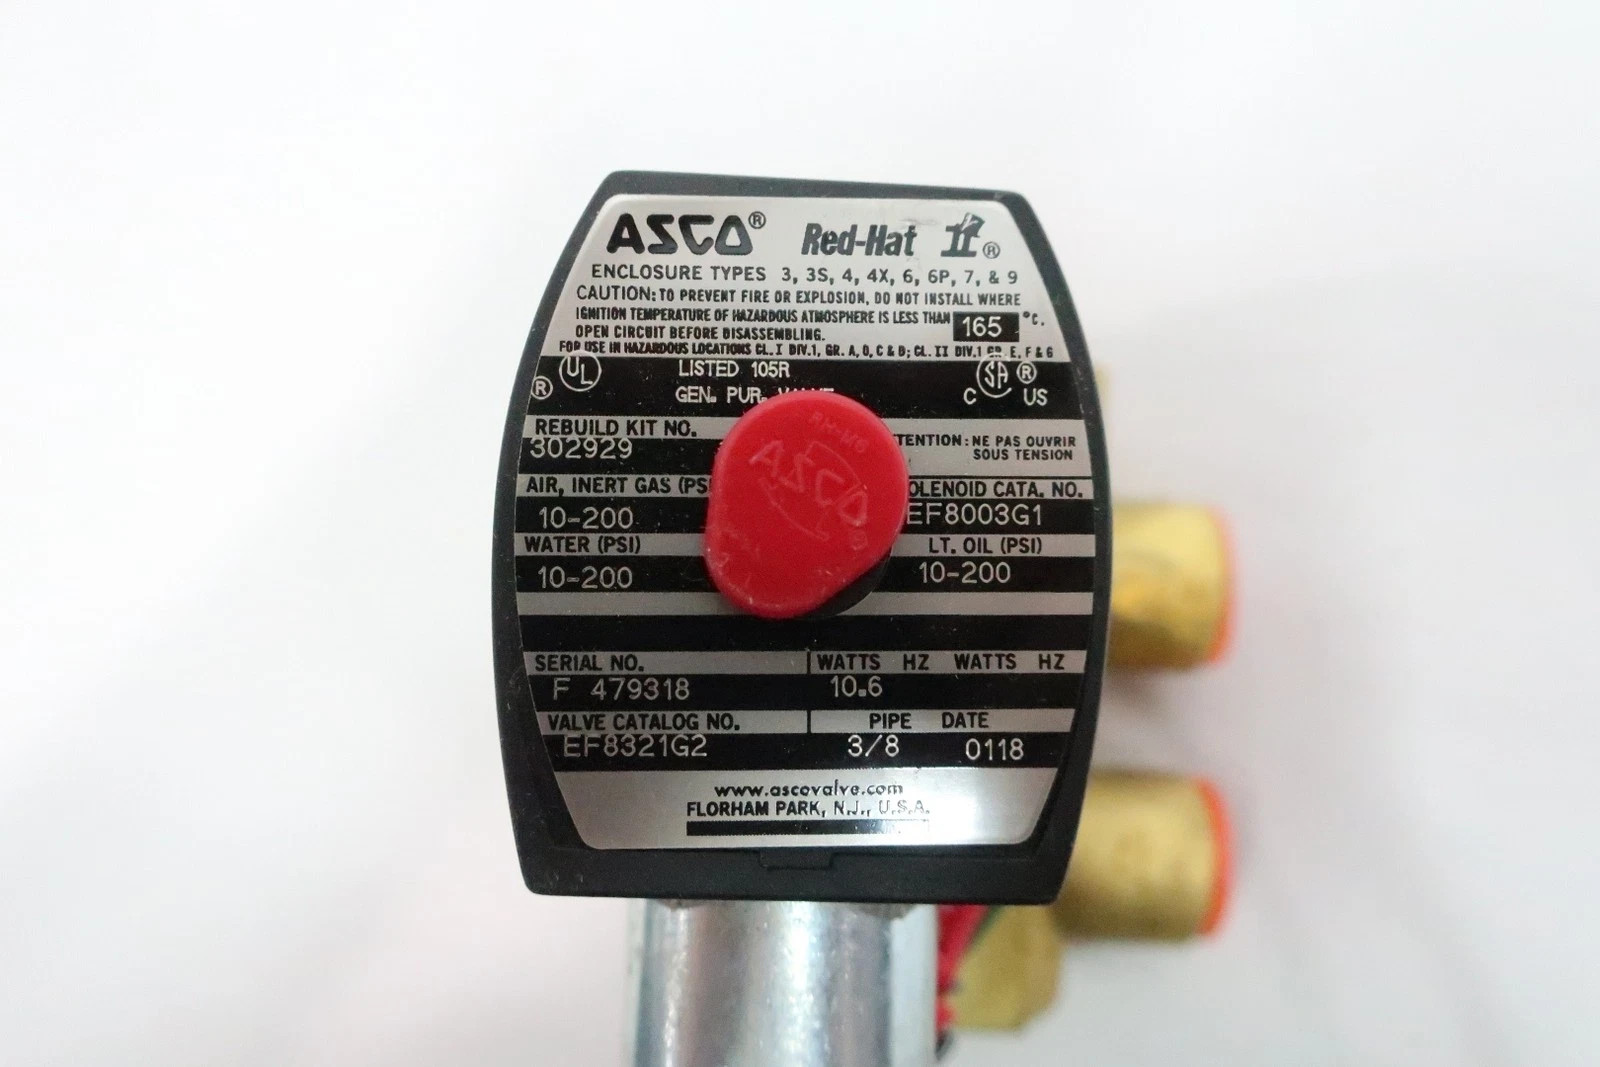 ASCO® Red-Hat II®
ENCLOSURE TYPES 3, 3S, 4, 4X, 6, 6P, 7, & 9
CAUTION: TO PREVENT FIRE OR EXPLOSION, DO NOT INSTALL WHERE
IGNITION TEMPERATURE OF HAZARDOUS ATMOSPHERE IS LESS THAN 165 °C.
OPEN CIRCUIT BEFORE DISASSEMBLING.
FOR USE IN HAZARDOUS LOCATIONS CL. I DIV.1, GR. A, B, C & D; CL. II DIV.1 GR. E, F & G
® UL LISTED 105R C SA ® US
GEN. PUR.
REBUILD KIT NO.
302929
NE PAS OUVRIR
SOUS TENSION
AIR, INERT GAS CATA. NO.
10-200 EF8003G1
WATER (PSI) LT. OIL (PSI)
10-200 10-200
ASCO
SERIAL NO. WATTS HZ WATTS HZ
F 479318 10.6
VALVE CATALOG NO. PIPE DATE
EF8321G2 3/8 0118
www.ascovalve.com
FLORHAM PARK, N.J., U.S.A.